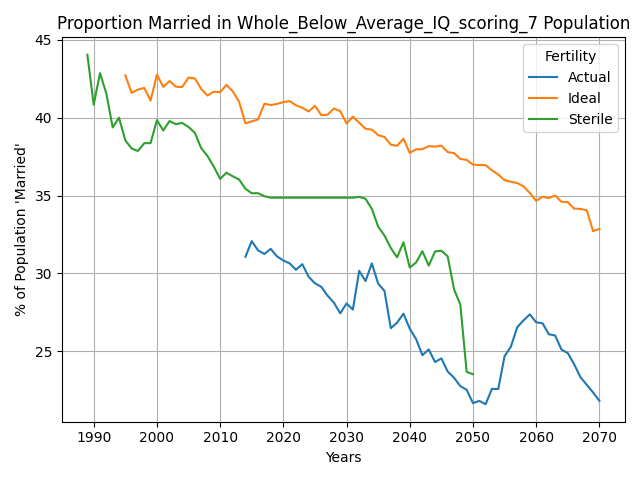 Proportion Married in Whole_Below_Average_IQ_scoring_7 Population
45
40
35
30
25
% of Population 'Married'
Fertility
Actual
Ideal
Sterile
1990 2000 2010 2020 2030 2040 2050 2060 2070
Years